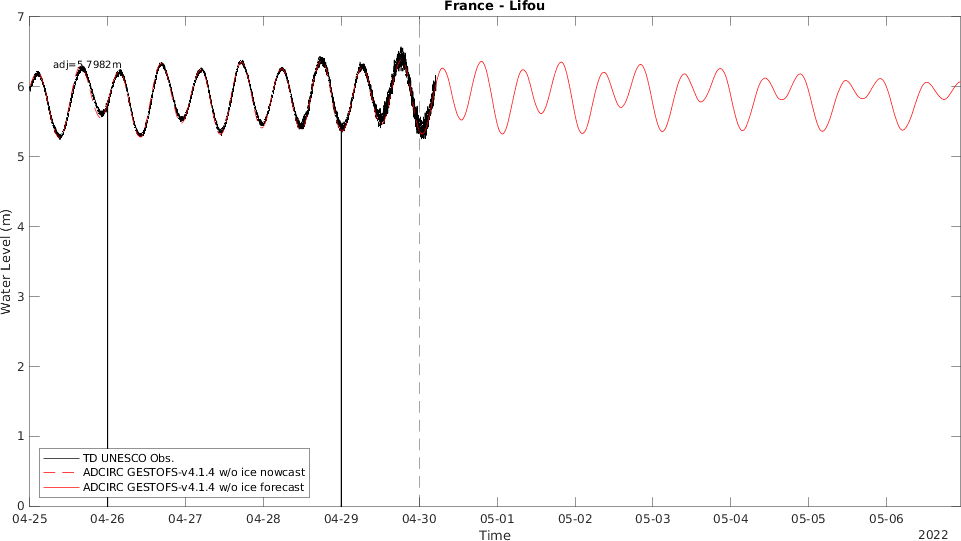 France - Lifou
7
6
5
4
3
2
1
0
Water Level (m)
adj=5.7982m
TD UNESCO Obs.
ADCIRC GESTOFS-v4.1.4 w/o ice nowcast
ADCIRC GESTOFS-v4.1.4 w/o ice forecast
04-25 04-26 04-27 04-28 04-29 04-30 05-01 05-02 05-03 05-04 05-05 05-06
Time
2022